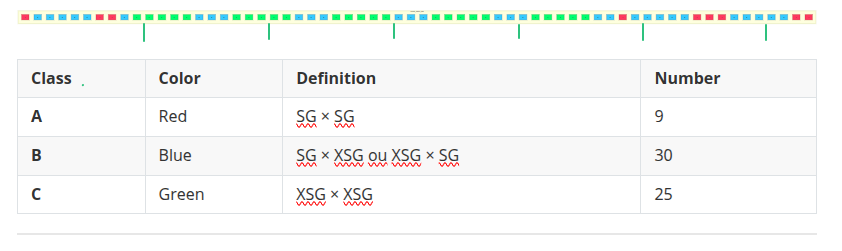 Class Color Definition Number
A Red SG × SG 9
B Blue SG × XSG ou XSG × SG 30
C Green XSG × XSG 25